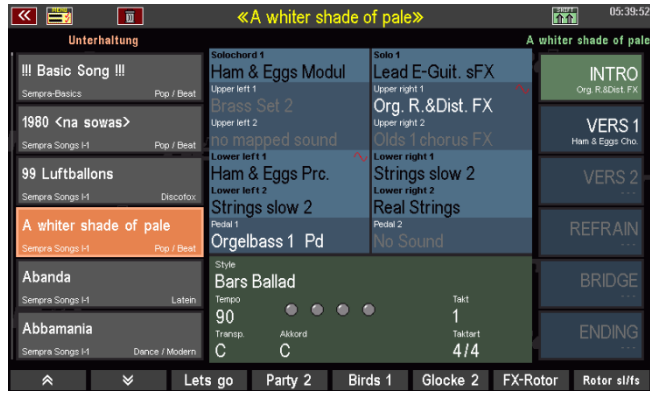 MENU
«A whiter shade of pale»
05:39:52
Unterhaltung
A whiter shade of pale
!!! Basic Song !!!
Sempra-Basics Pop / Beat
1980 <na sowas>
Sempra Songs I-1 Pop / Beat
99 Luftballons
Sempra Songs I-1 Discofox
A whiter shade of pale
Sempra Songs I-1 Pop / Beat
Abanda
Sempra Songs I-1 Latein
Abbamania
Sempra Songs I-1 Dance / Modern
Solochord 1
Ham & Eggs Modul
Solo 1
Lead E-Guit. sFX
Upper left 1
Brass Set 2
Upper right 1
Org. R.&Dist. FX
Upper left 2
no mapped sound
Upper right 2
Olds 1chorus FX
Lower left 1
Ham & Eggs Prc.
Lower right 1
Strings slow 2
Lower left 2
Strings slow 2
Lower right 2
Real Strings
Pedal 1
Orgelbass 1 Pd
Pedal 2
No Sound
Style
Bars Ballad
Tempo
90
Takt
1
Transp.
C
Akkord
C
Taktart
4/4
INTRO
Org. R.&Dist. FX
VERS 1
Ham & Eggs Cho.
VERS 2
---
REFRAIN
---
BRIDGE
---
ENDING
---
Lets go Party 2 Birds 1 Glocke 2 FX-Rotor Rotor sl/fs